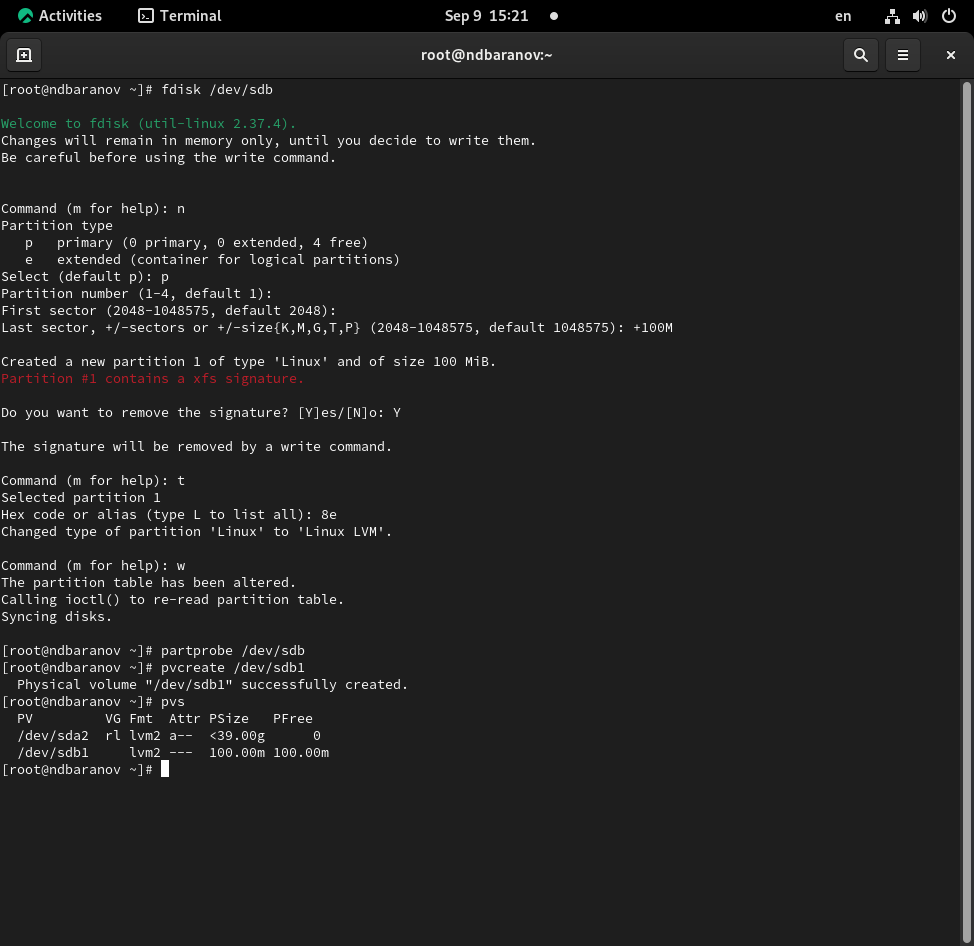 Activities Terminal Sep 9 15:21 en
root@ndbaranov:~
[root@ndbaranov ~]# fdisk /dev/sdb
Welcome to fdisk (util-linux 2.37.4).
Changes will remain in memory only, until you decide to write them.
Be careful before using the write command.
Command (m for help): n
Partition type
   p   primary (0 primary, 0 extended, 4 free)
   e   extended (container for logical partitions)
Select (default p): p
Partition number (1-4, default 1):
First sector (2048-1048575, default 2048):
Last sector, +/-sectors or +/-size{K,M,G,T,P} (2048-1048575, default 1048575): +100M
Created a new partition 1 of type 'Linux' and of size 100 MiB.
Partition #1 contains a xfs signature.
Do you want to remove the signature? [Y]es/[N]o: Y
The signature will be removed by a write command.
Command (m for help): t
Selected partition 1
Hex code or alias (type L to list all): 8e
Changed type of partition 'Linux' to 'Linux LVM'.
Command (m for help): w
The partition table has been altered.
Calling ioctl() to re-read partition table.
Syncing disks.
[root@ndbaranov ~]# partprobe /dev/sdb
[root@ndbaranov ~]# pvcreate /dev/sdb1
  Physical volume "/dev/sdb1" successfully created.
[root@ndbaranov ~]# pvs
  PV         VG Fmt  Attr PSize   PFree
  /dev/sda2  rl lvm2 a--  <39.00g      0
  /dev/sdb1     lvm2 ---  100.00m 100.00m
[root@ndbaranov ~]#